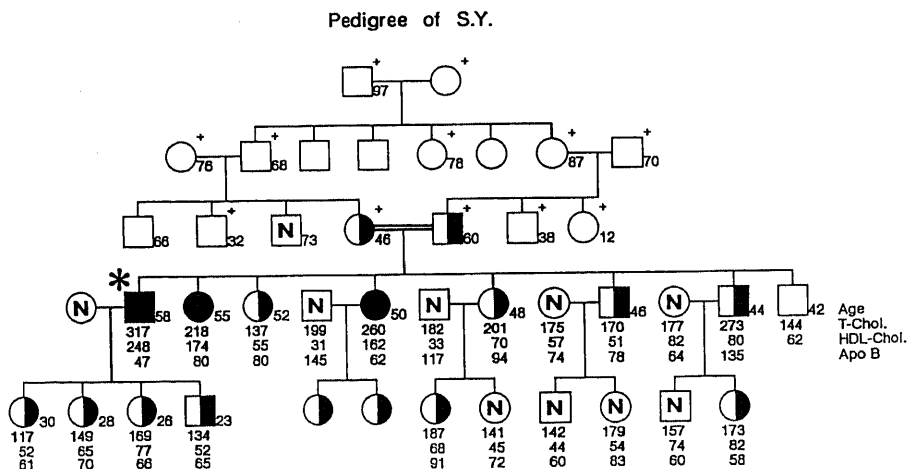 Pedigree of S.Y.
+ +
97
+ + + + +
76 68 78 87 70
+ + + + +
66 32 N 73 46 60 38 12
*
N 58 55 52 N 50 N 48 N 46 N 44 42 Age
317 218 137 199 260 182 201 175 170 177 273 144 T-Chol.
248 174 55 31 162 33 70 57 51 82 80 62 HDL-Chol.
47 80 80 145 62 117 94 74 78 64 135 Apo B
30 28 26 23 N N N N
117 149 169 134 187 141 142 179 157 173
52 65 77 52 68 45 44 54 74 82
61 70 66 65 91 72 60 83 60 58